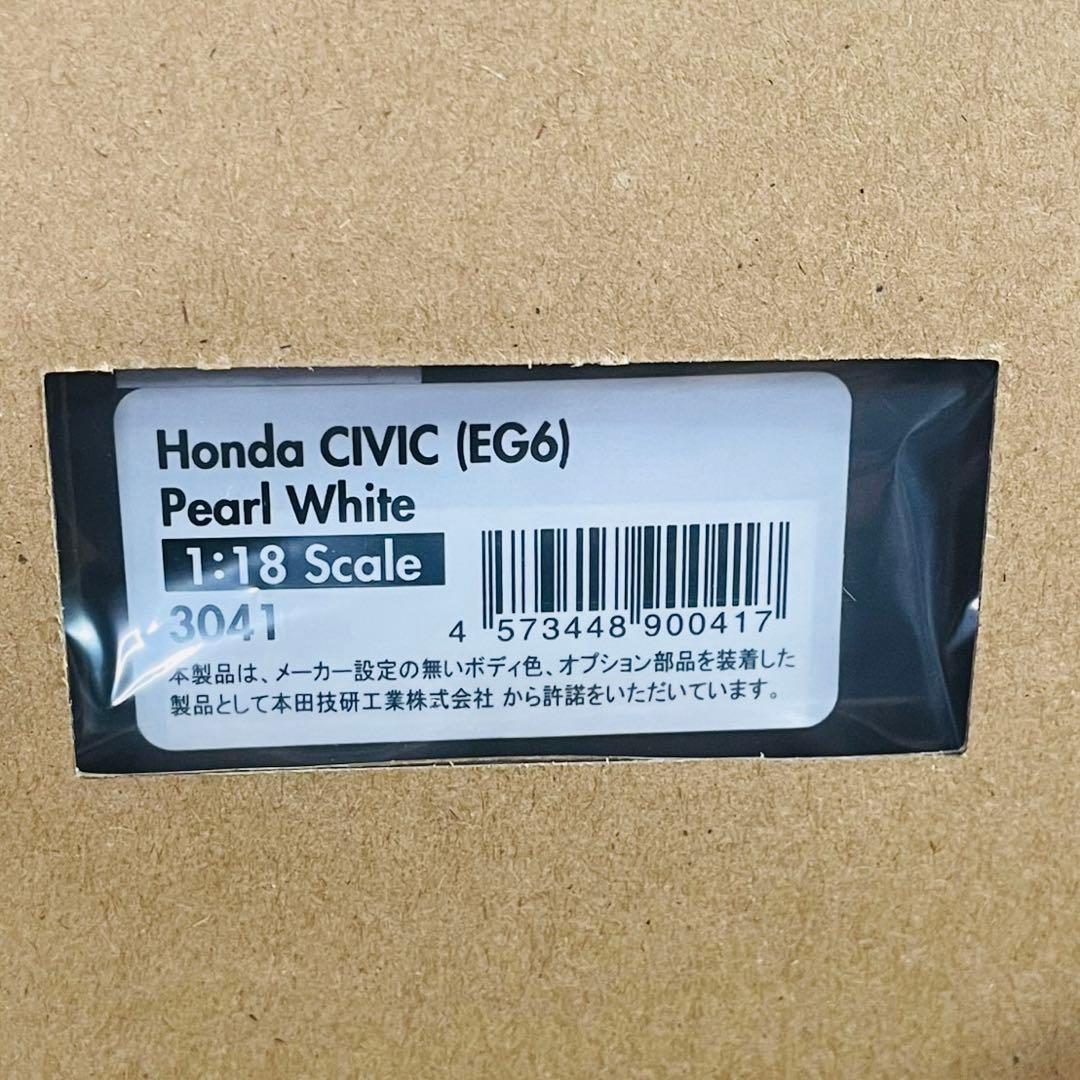 Honda CIVIC (EG6)
Pearl White
1:18 Scale
3041
4 573448 900417
本製品は、メーカー設定の無いボディ色、オプション部品を装着した
製品として本田技研工業株式会社 から許諾をいただいています。